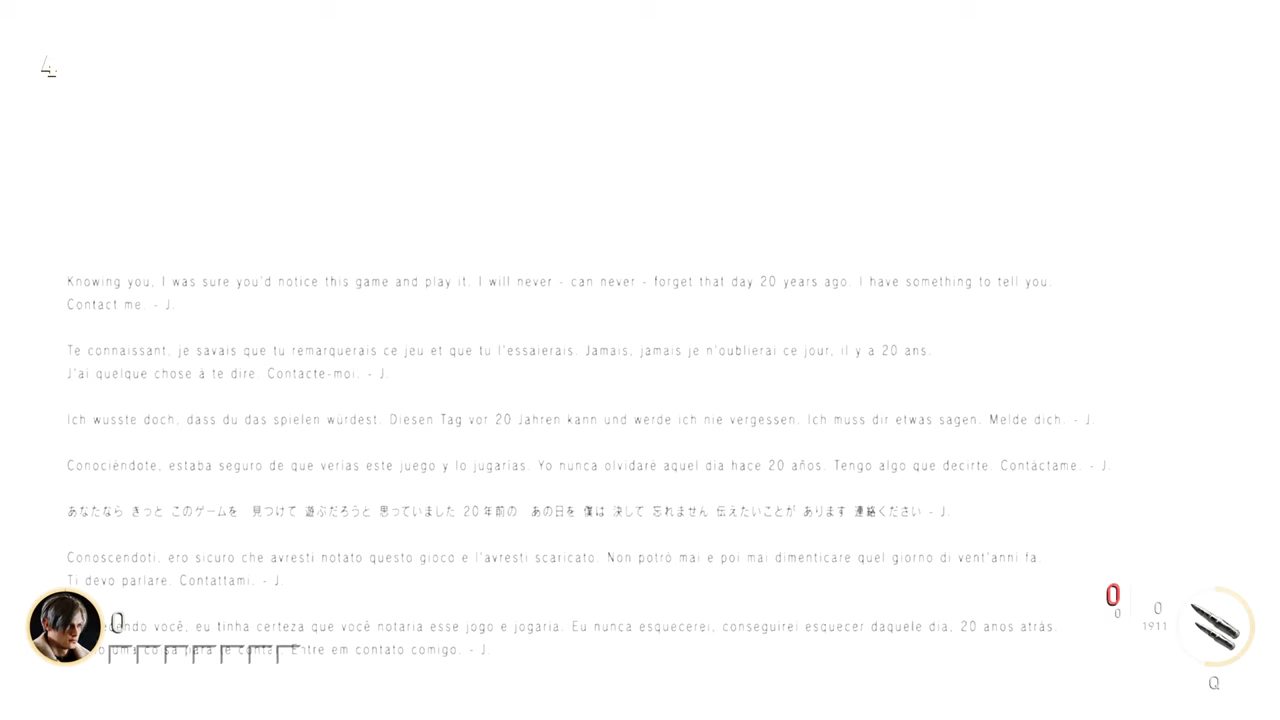 4.
Knowing you, I was sure you'd notice this game and play it. I will never - can never - forget that day 20 years ago. I have something to tell you.
Contact me. - J.
Te connaissant, je savais que tu remarquerais ce jeu et que tu l'essaierais. Jamais, jamais je n'oublierai ce jour, il y a 20 ans.
J'ai quelque chose à te dire. Contacte-moi. - J.
Ich wusste doch, dass du das spielen würdest. Diesen Tag vor 20 Jahren kann und werde ich nie vergessen. Ich muss dir etwas sagen. Melde dich. - J.
Conociéndote, estaba seguro de que verías este juego y lo jugarías. Yo nunca olvidaré aquel día hace 20 años. Tengo algo que decirte. Contáctame. - J.
あなたなら きっと このゲームを 見つけて 遊ぶだろうと 思っていました 20年前の あの日を 僕は 決して 忘れません 伝えたいことが あります 連絡ください - J.
Conoscendoti, ero sicuro che avresti notato questo gioco e l'avresti scaricato. Non potrò mai e poi mai dimenticare quel giorno di vent'anni fa.
Ti devo parlare. Contattami. - J.
você, eu tinha certeza que você notaria esse jogo e jogaria. Eu nunca esquecerei, conseguirei esquecer daquele dia, 20 anos atrás.
uma coisa para te contar. Entre em contato comigo. - J.
0
0
0
0
1911
Q